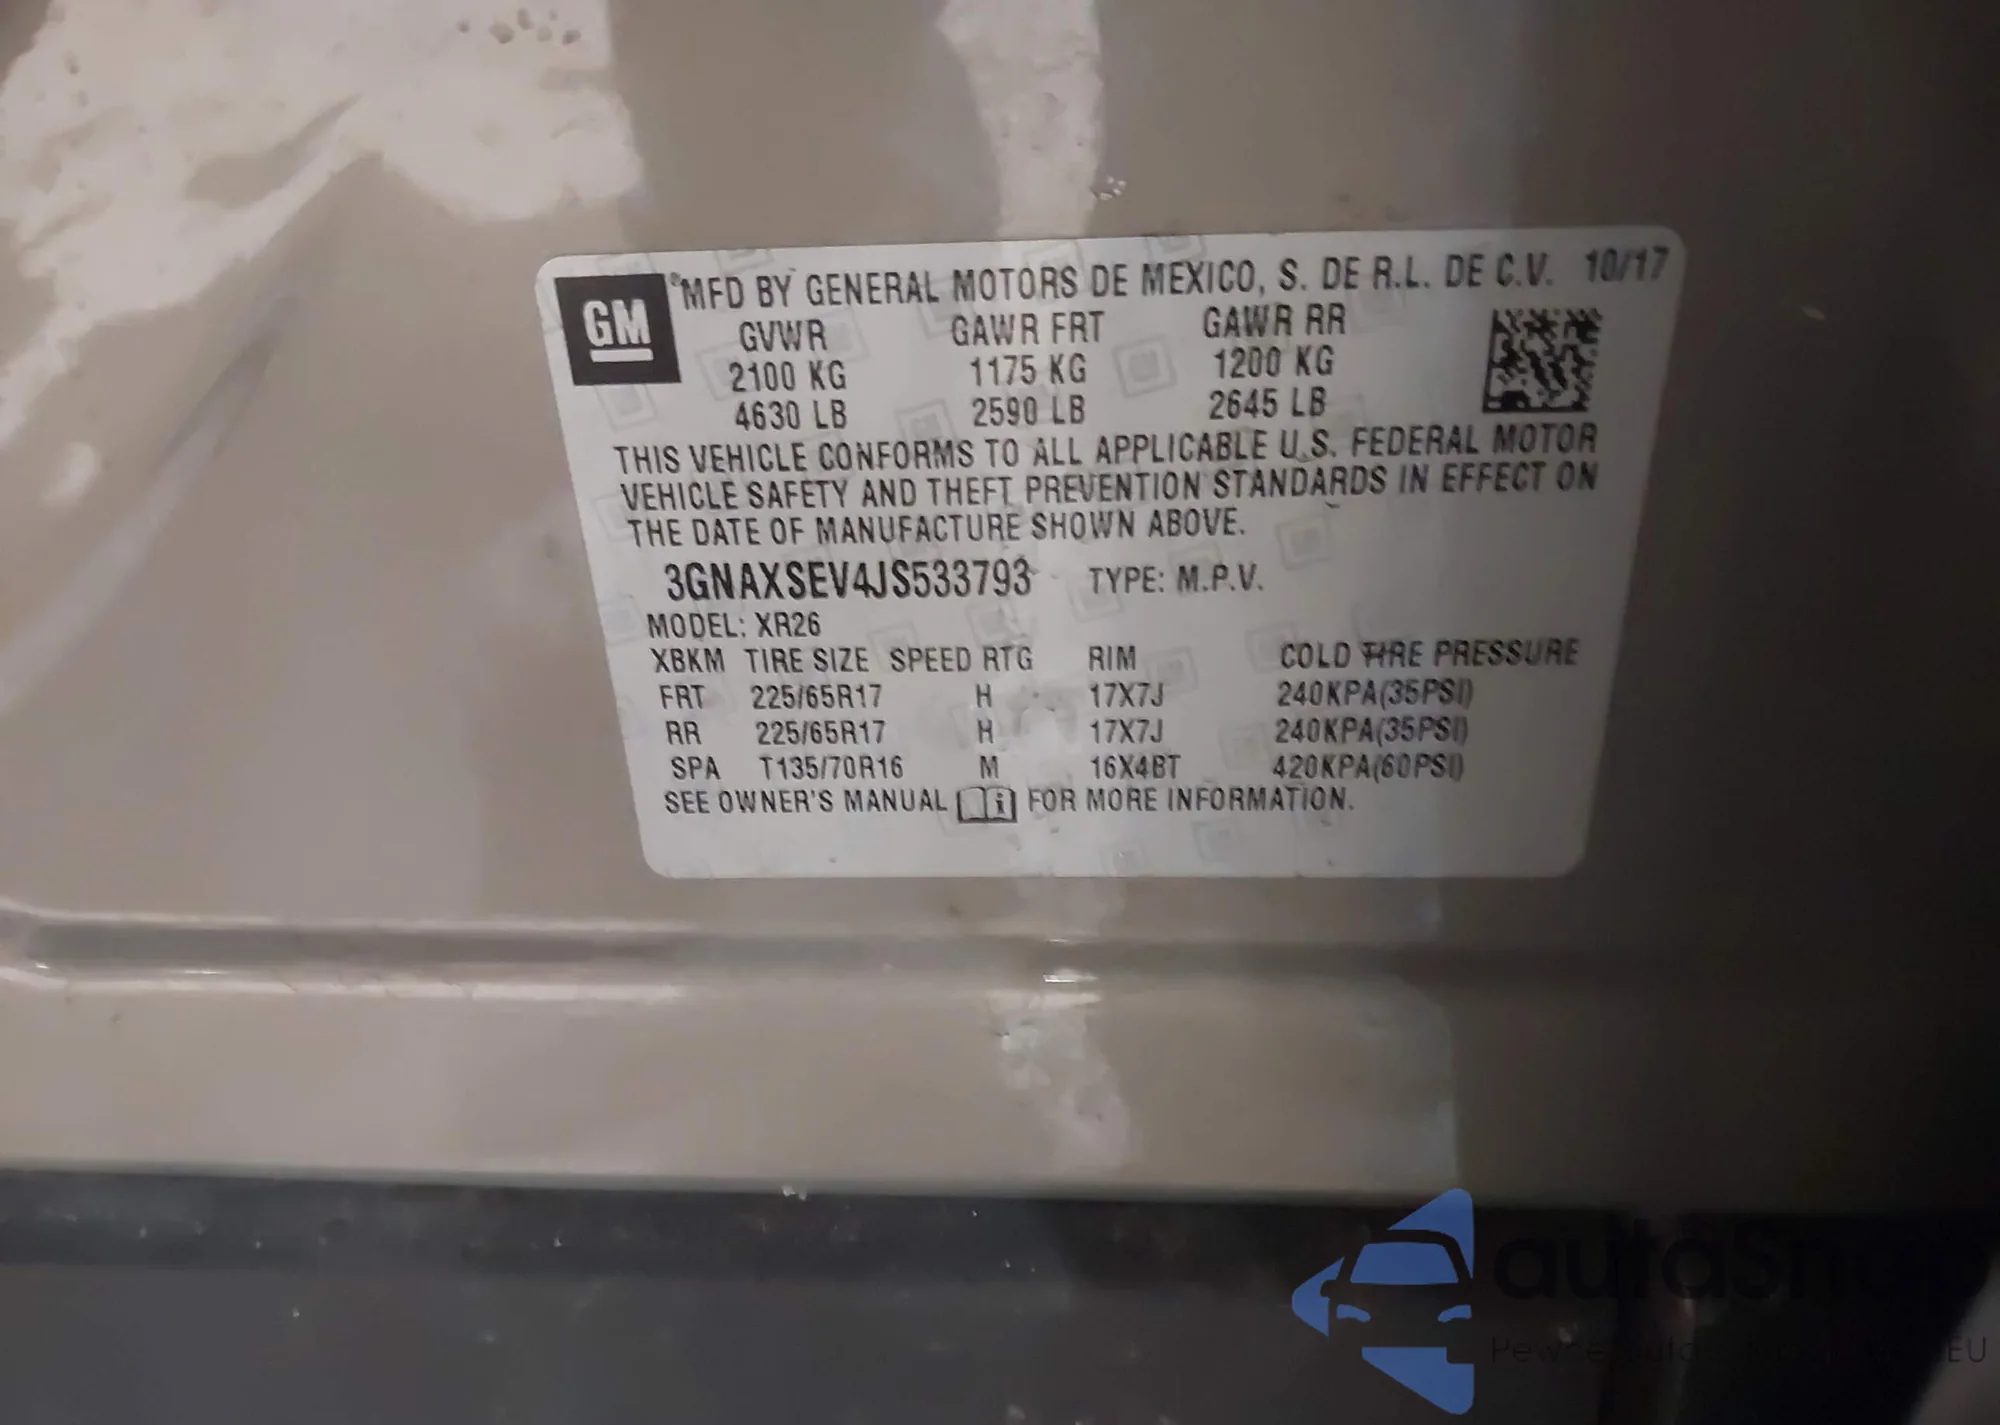 GM
MFD BY GENERAL MOTORS DE MEXICO, S. DE R.L. DE C.V. 10/17
GVWR GAWR FRT GAWR RR
2100 KG 1175 KG 1200 KG
4630 LB 2590 LB 2645 LB
THIS VEHICLE CONFORMS TO ALL APPLICABLE U.S. FEDERAL MOTOR
VEHICLE SAFETY AND THEFT PREVENTION STANDARDS IN EFFECT ON
THE DATE OF MANUFACTURE SHOWN ABOVE.
3GNAXSEV4JS533793 TYPE: M.P.V.
MODEL: XR26
XBKM TIRE SIZE SPEED RTG RIM COLD TIRE PRESSURE
FRT 225/65R17 H 17X7J 240KPA(35PSI)
RR 225/65R17 H 17X7J 240KPA(35PSI)
SPA T135/70R16 M 16X4BT 420KPA(60PSI)
SEE OWNER'S MANUAL FOR MORE INFORMATION.